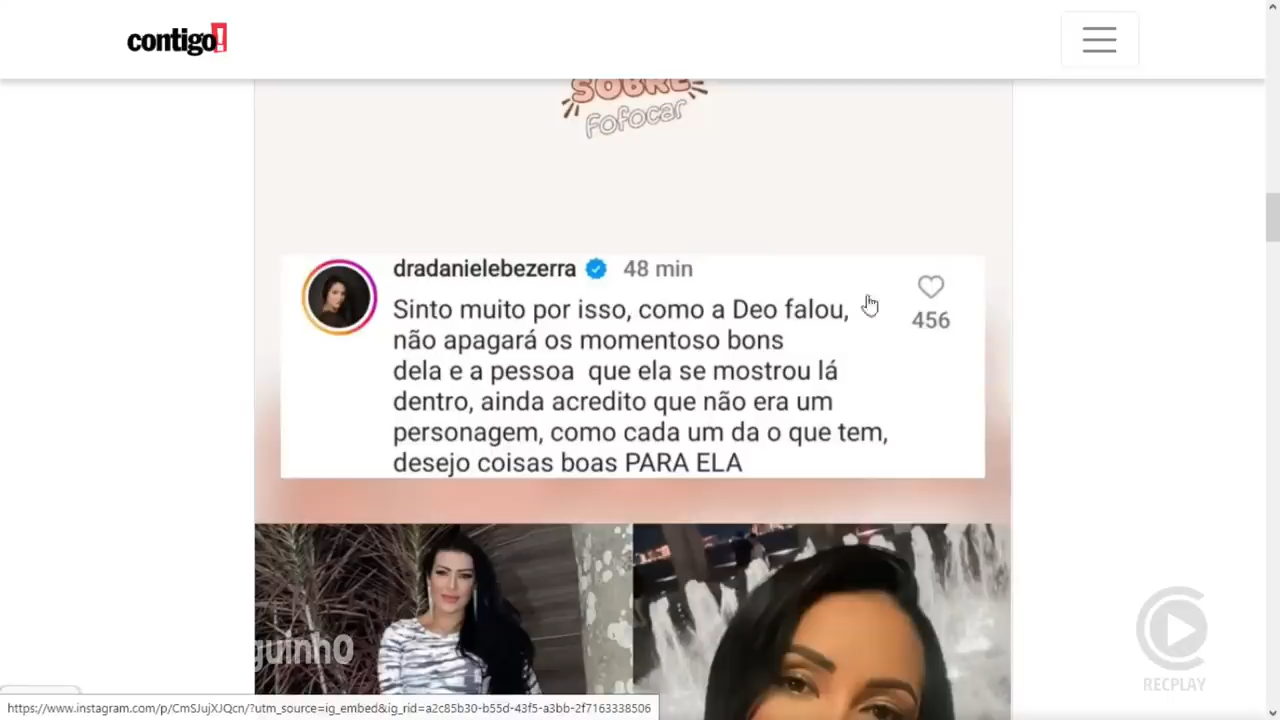 contigo!
SOBRE
fofocar
dradanielebezerra 48 min
Sinto muito por isso, como a Deo falou,
não apagará os momentoso bons
dela e a pessoa que ela se mostrou lá
dentro, ainda acredito que não era um
personagem, como cada um da o que tem,
desejo coisas boas PARA ELA
456
guinh0
RECPLAY
https://www.instagram.com/p/CmSJujXJQcn/?utm_source=ig_embed&ig_rid=a2c85b30-b55d-43f5-a3bb-2f7163338506